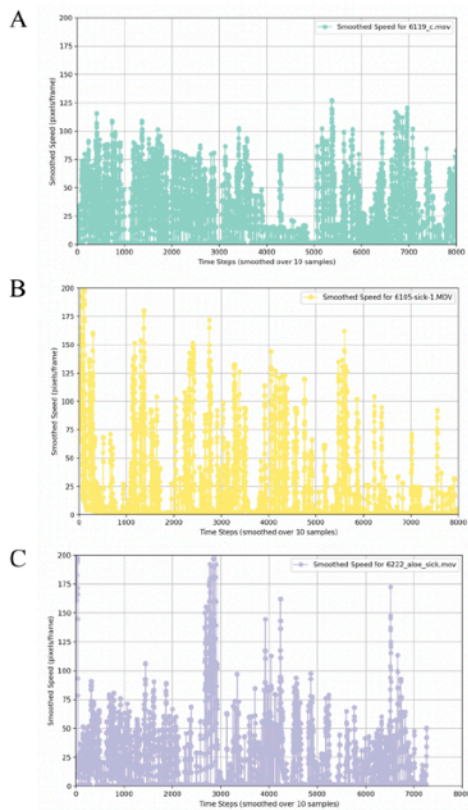 A
Smoothed Speed for 6139_c.mov
200
175
150
125
100
75
50
25
0
Smoothed Speed (pixels/frame)
0 1000 2000 3000 4000 5000 6000 7000 8000
Time Steps (smoothed over 10 samples)
B
Smoothed Speed for 6105-sick-1.MOV
200
175
150
125
100
75
50
25
0
Smoothed Speed (pixels/frame)
0 1000 2000 3000 4000 5000 6000 7000 8000
Time Steps (smoothed over 10 samples)
C
Smoothed Speed for 6222_aloe_sick.mov
200
175
150
125
100
75
50
25
0
Smoothed Speed (pixels/frame)
0 1000 2000 3000 4000 5000 6000 7000 8000
Time Steps (smoothed over 10 samples)